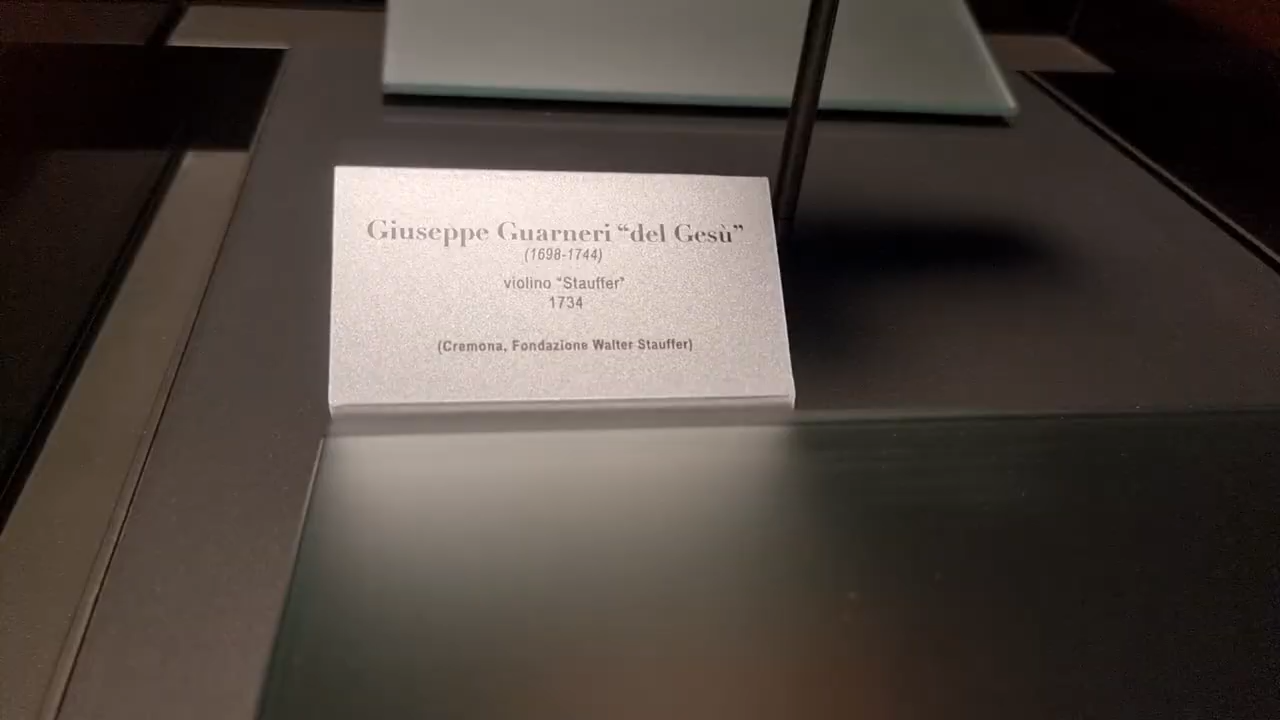 Giuseppe Guarneri “del Gesù”
(1698-1744)
violino “Stauffer”
1734
(Cremona, Fondazione Walter Stauffer)